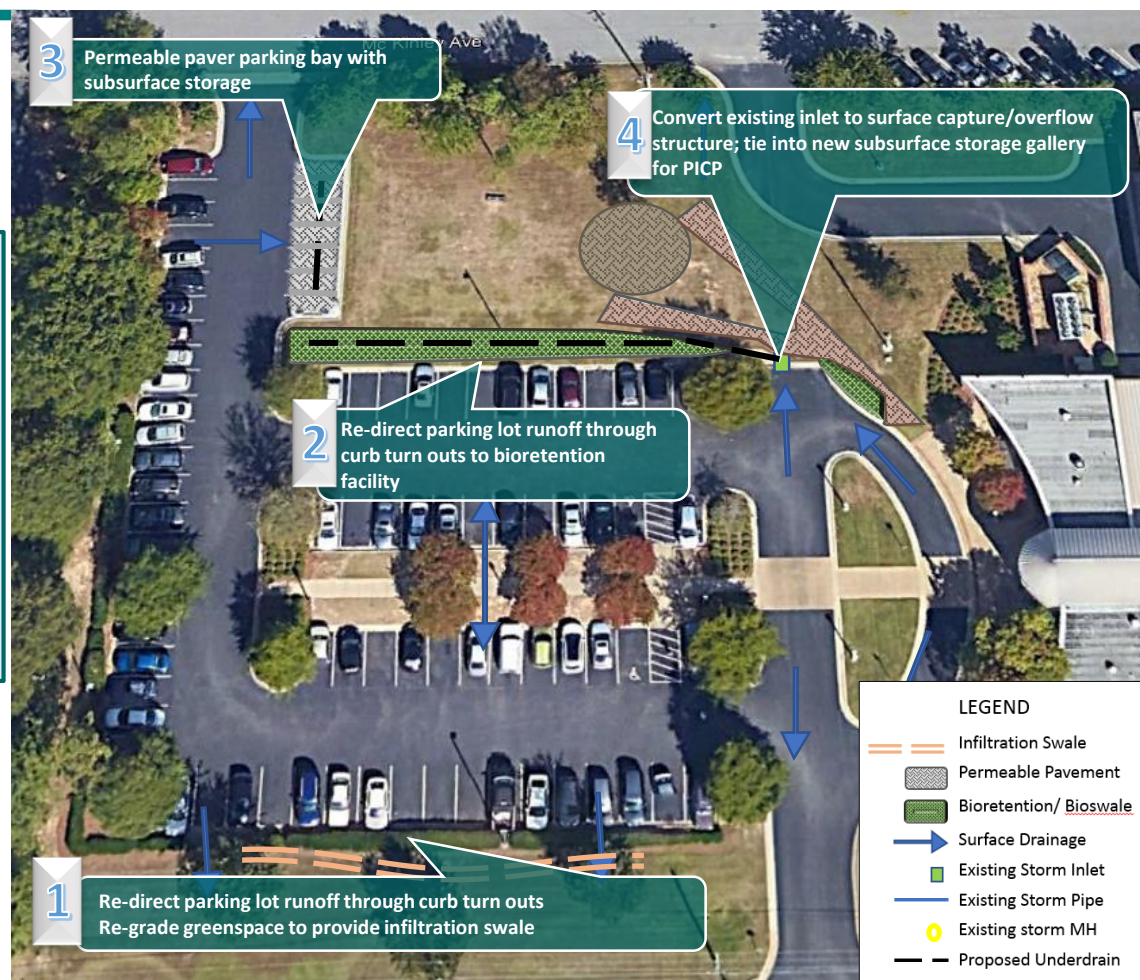 Mc Kinley Ave
3
Permeable paver parking bay with
subsurface storage
4
Convert existing inlet to surface capture/overflow
structure; tie into new subsurface storage gallery
for PICP
2
Re-direct parking lot runoff through
curb turn outs to bioretention
facility
1
Re-direct parking lot runoff through curb turn outs
Re-grade greenspace to provide infiltration swale
LEGEND
Infiltration Swale
Permeable Pavement
Bioretention/ Bioswale
Surface Drainage
Existing Storm Inlet
Existing Storm Pipe
Existing storm MH
Proposed Underdrain